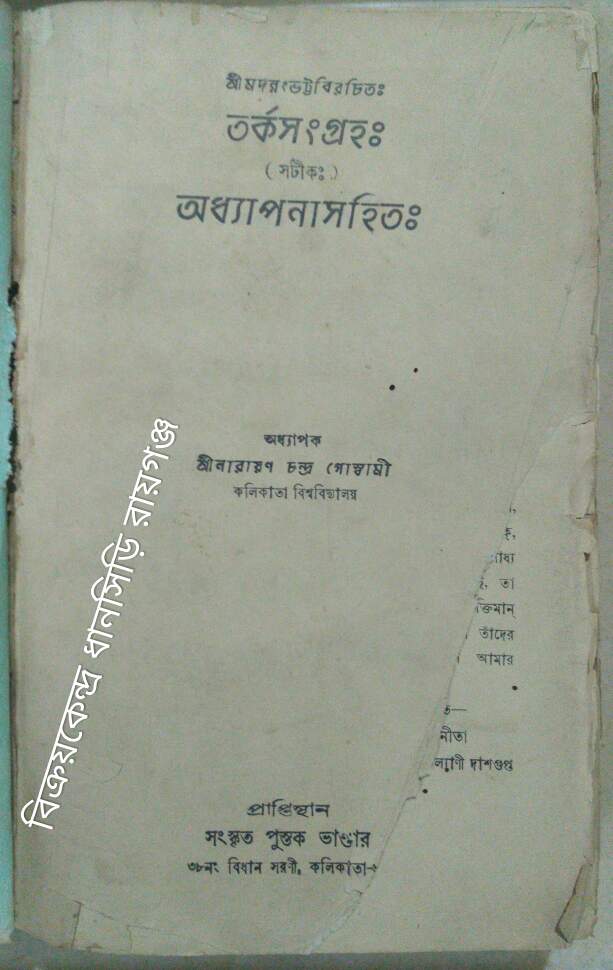 শ্রীমদন্নংভট্টবিরচিতঃ
তর্কসংগ্রহঃ
( সটীকঃ )
অধ্যাপনাসহিতঃ
অধ্যাপক
শ্রীনারায়ণ চন্দ্র গোস্বামী
কলিকাতা বিশ্ববিদ্যালয়
তা
তাঁদের
আমার
নীতা
দাশগুপ্ত
প্রাপ্তিস্থান
সংস্কৃত পুস্তক ভাণ্ডার
৩৮নং বিধান সরণী, কলিকাতা-
বিক্রয়কেন্দ্র ধানসিড়ি রায়গঞ্জ